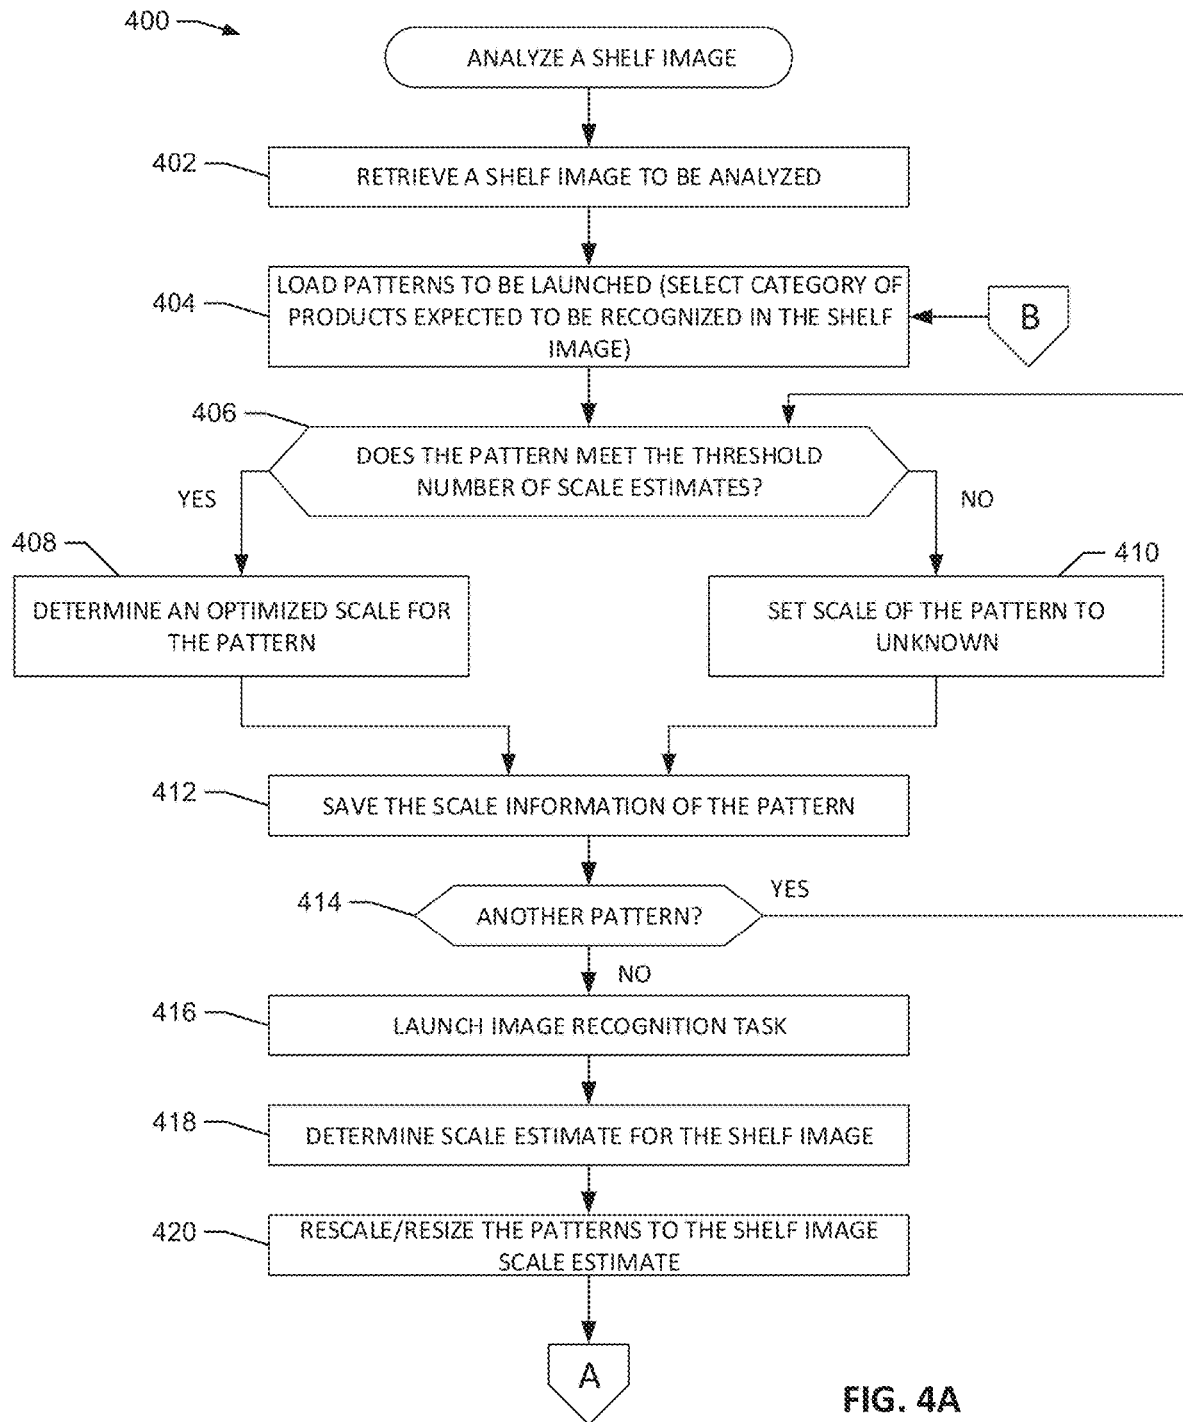 400
ANALYZE A SHELF IMAGE
402
RETRIEVE A SHELF IMAGE TO BE ANALYZED
404
LOAD PATTERNS TO BE LAUNCHED (SELECT CATEGORY OF
PRODUCTS EXPECTED TO BE RECOGNIZED IN THE SHELF
IMAGE)
B
406
DOES THE PATTERN MEET THE THRESHOLD
NUMBER OF SCALE ESTIMATES?
YES
NO
408
410
DETERMINE AN OPTIMIZED SCALE FOR
THE PATTERN
SET SCALE OF THE PATTERN TO
UNKNOWN
412
SAVE THE SCALE INFORMATION OF THE PATTERN
414
ANOTHER PATTERN?
YES
NO
416
LAUNCH IMAGE RECOGNITION TASK
418
DETERMINE SCALE ESTIMATE FOR THE SHELF IMAGE
420
RESCALE/RESIZE THE PATTERNS TO THE SHELF IMAGE
SCALE ESTIMATE
A
FIG. 4A